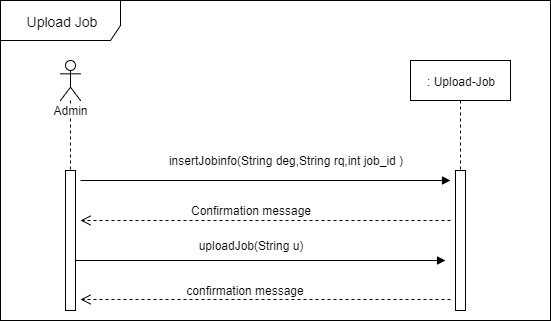 Upload Job
Admin
: Upload-Job
insertJobinfo(String deg,String rq,int job_id )
Confirmation message
uploadJob(String u)
confirmation message